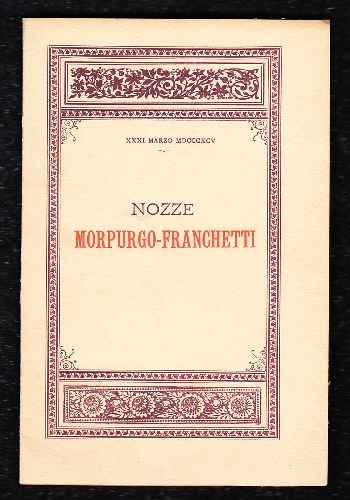 XXXI MARZO MDCCCXCV
NOZZE
MORPURGO-FRANCHETTI